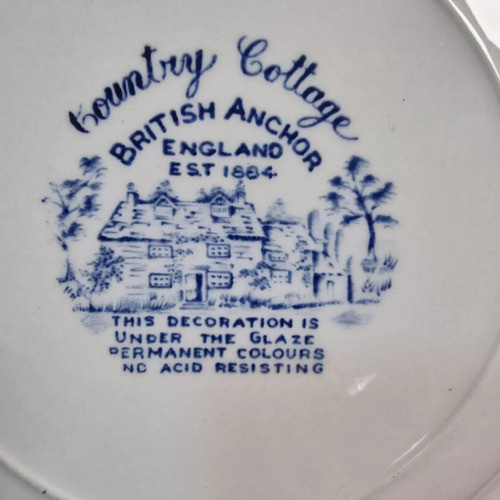 Country Cottage
BRITISH ANCHOR
ENGLAND
EST 1884
THIS DECORATION IS
UNDER THE GLAZE
PERMANENT COLOURS
ND ACID RESISTING